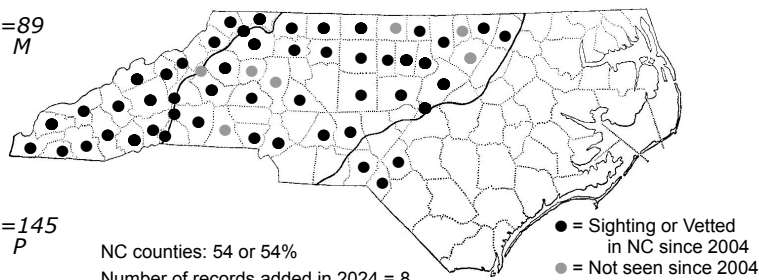 =89
M
=145
P
NC counties: 54 or 54%
Number of records added in 2024 = 8
● = Sighting or Vetted
in NC since 2004
● = Not seen since 2004